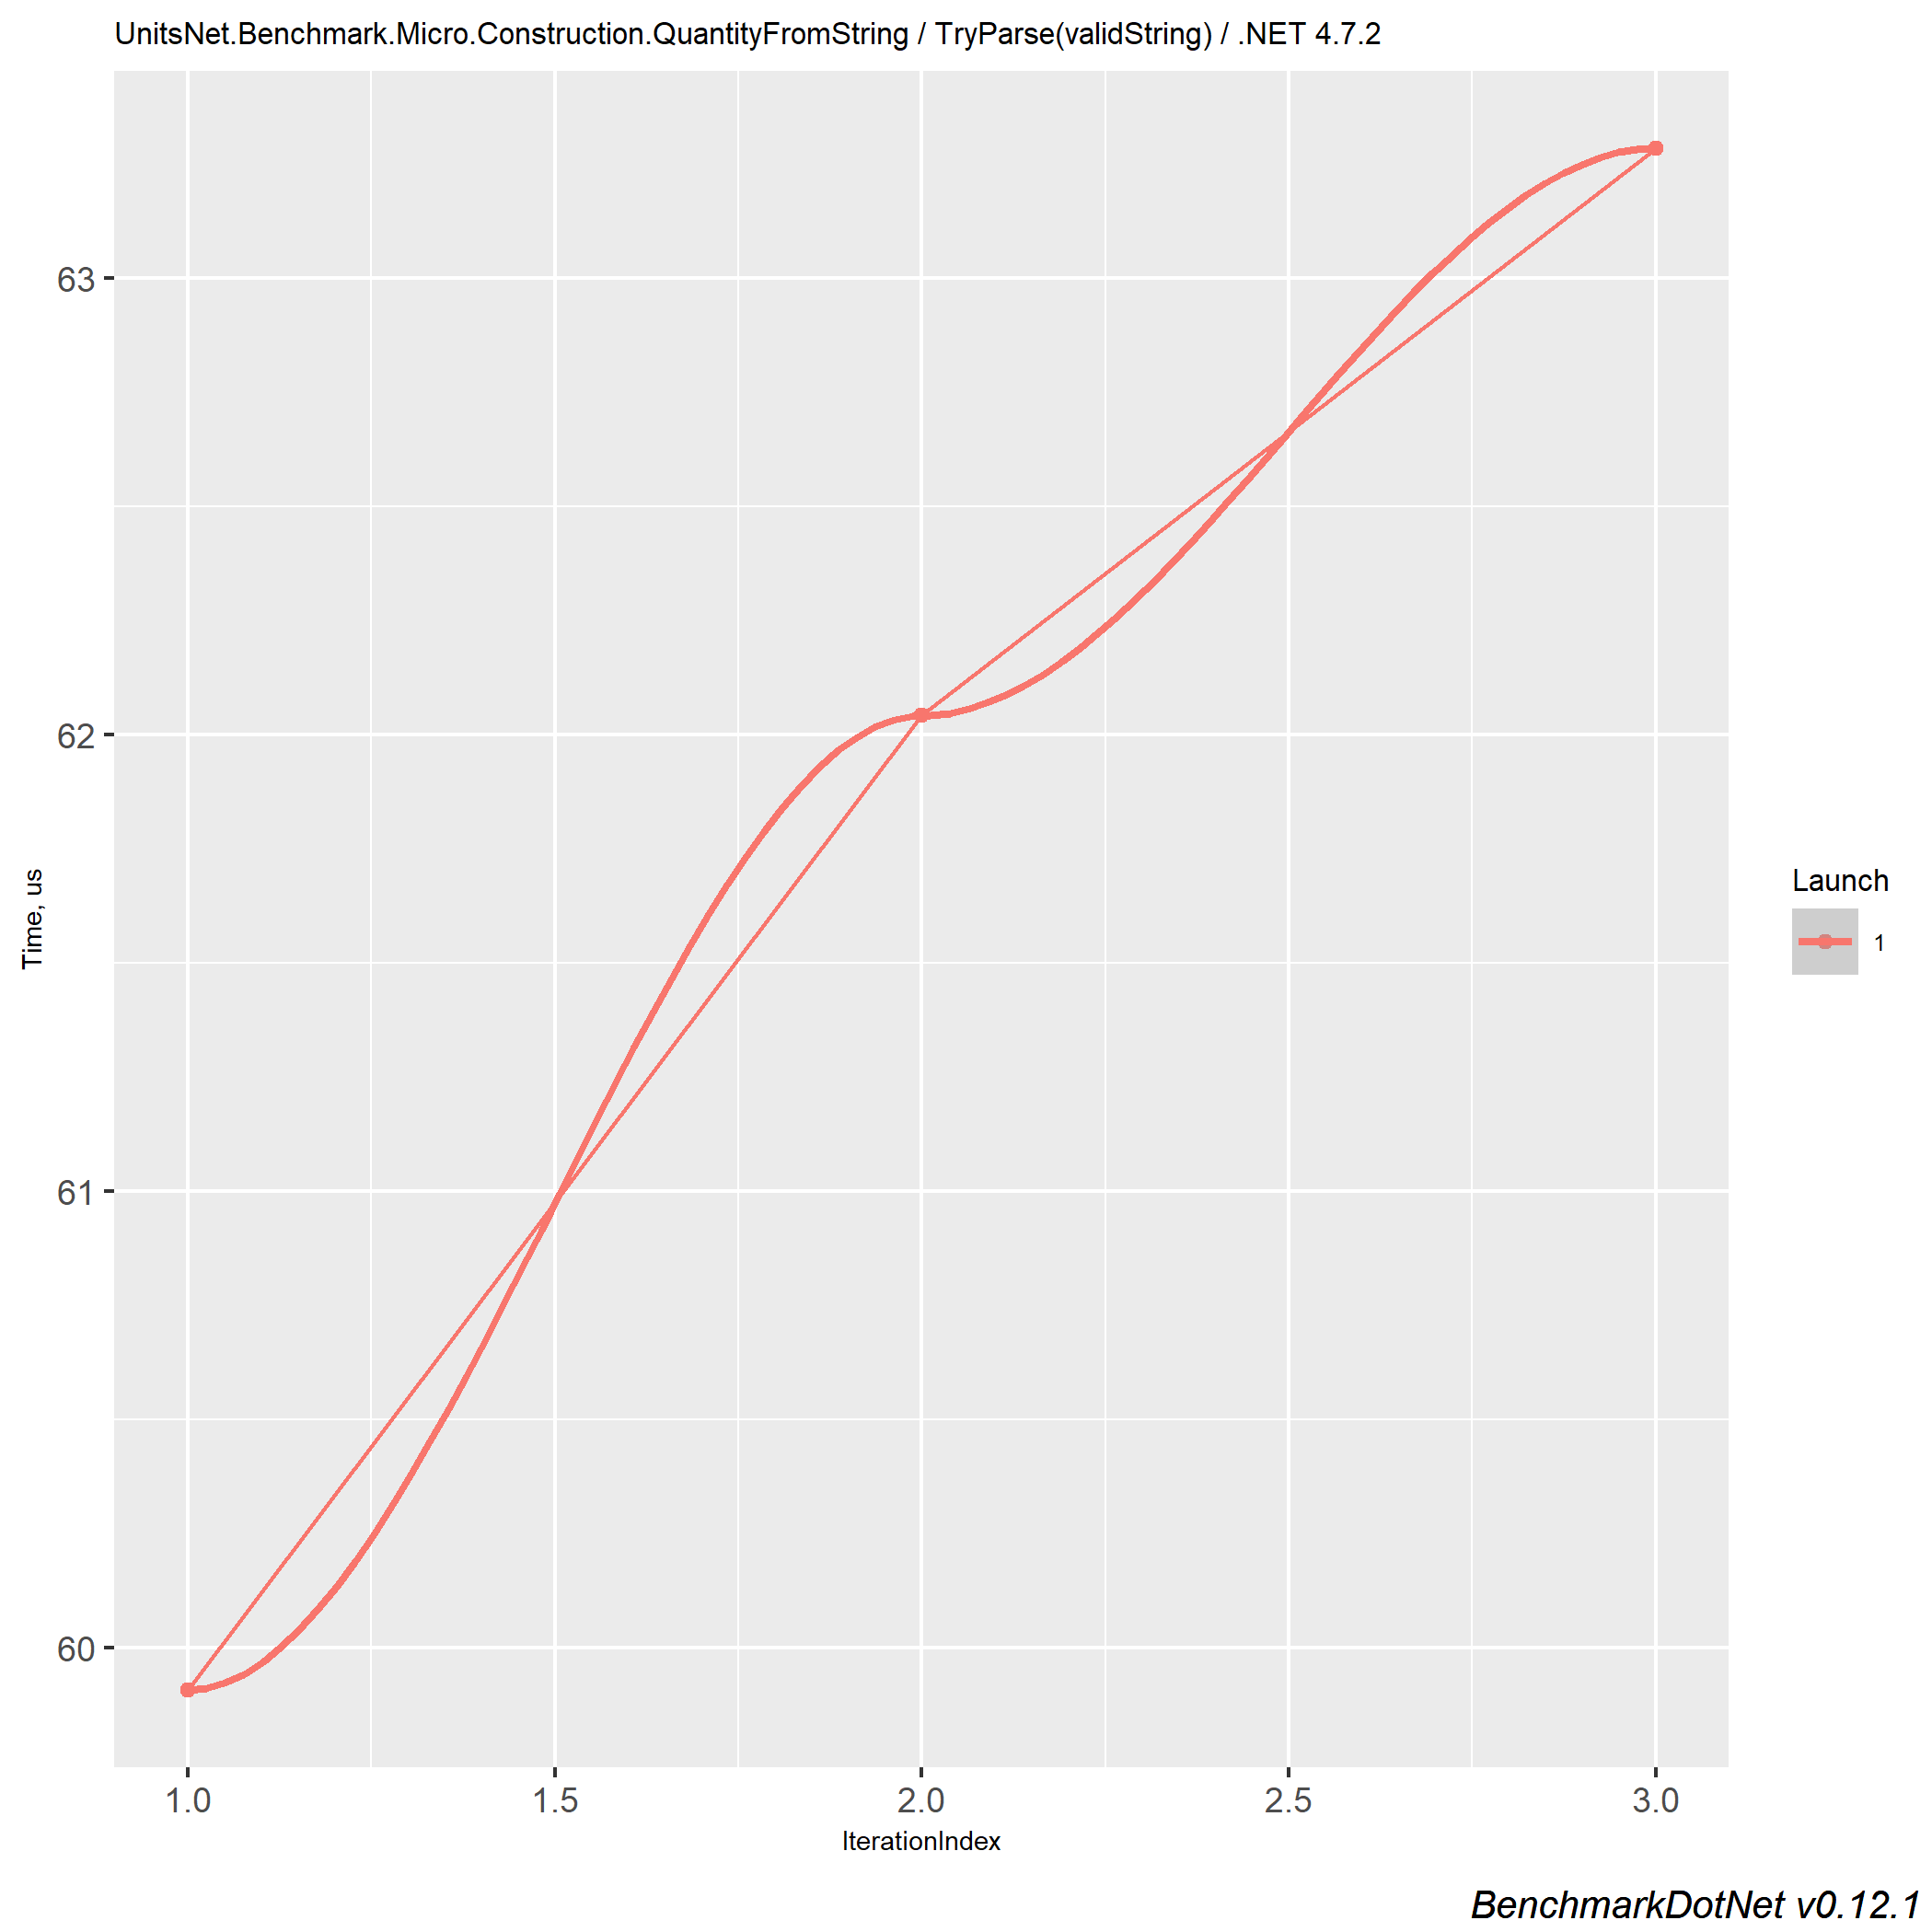 UnitsNet.Benchmark.Micro.Construction.QuantityFromString / TryParse(validString) / .NET 4.7.2
63
62
61
60
Time, us
1.0 1.5 2.0 2.5 3.0
IterationIndex
Launch
1
BenchmarkDotNet v0.12.1